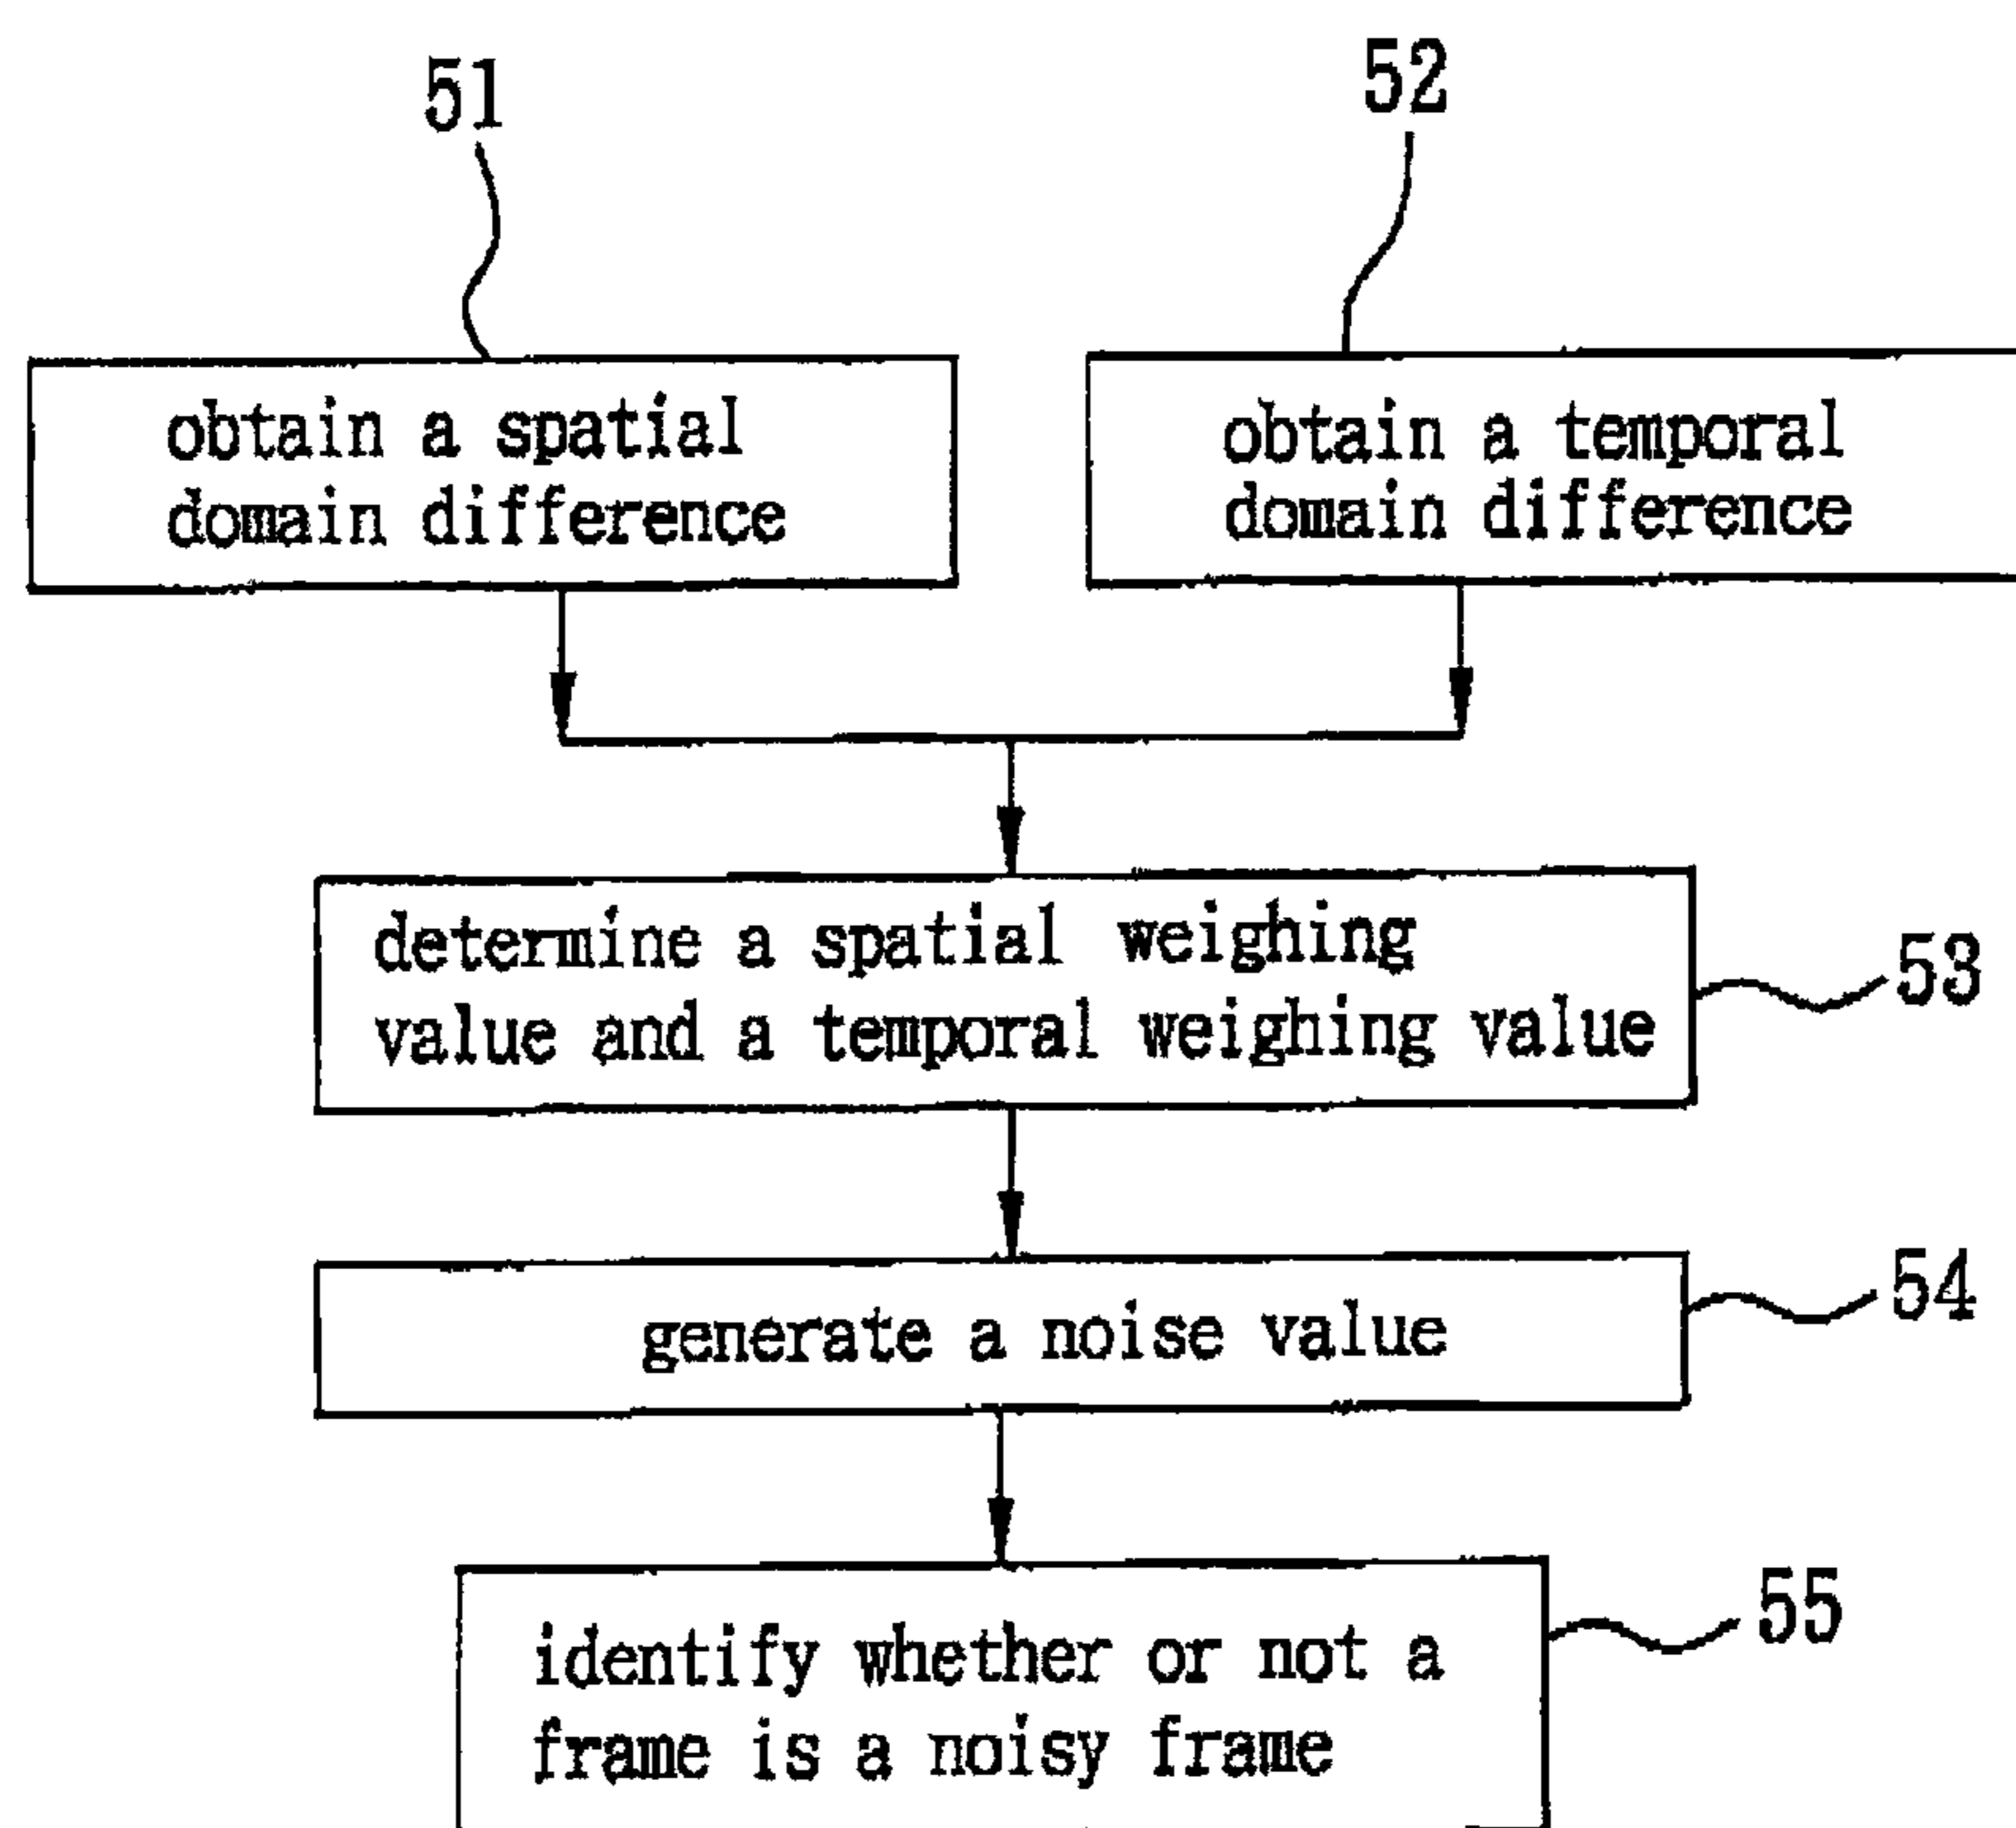 51
52
obtain a spatial
domain difference
obtain a temporal
domain difference
determine a spatial weighing
value and a temporal weighing value
53
generate a noise value
54
identify whether or not a
frame is a noisy frame
55